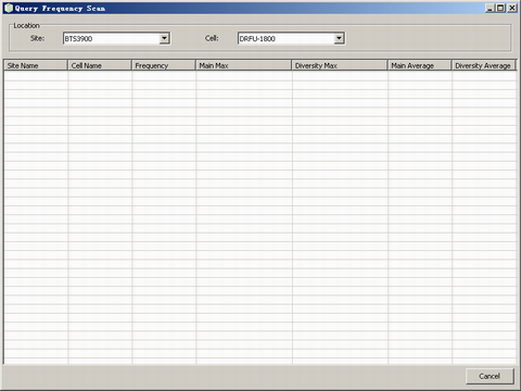 Query Frequency Scan
Location
Site: BTS3900 Cell: DRFU-1800
Site Name Cell Name Frequency Main Max Diversity Max Main Average Diversity Average
Cancel